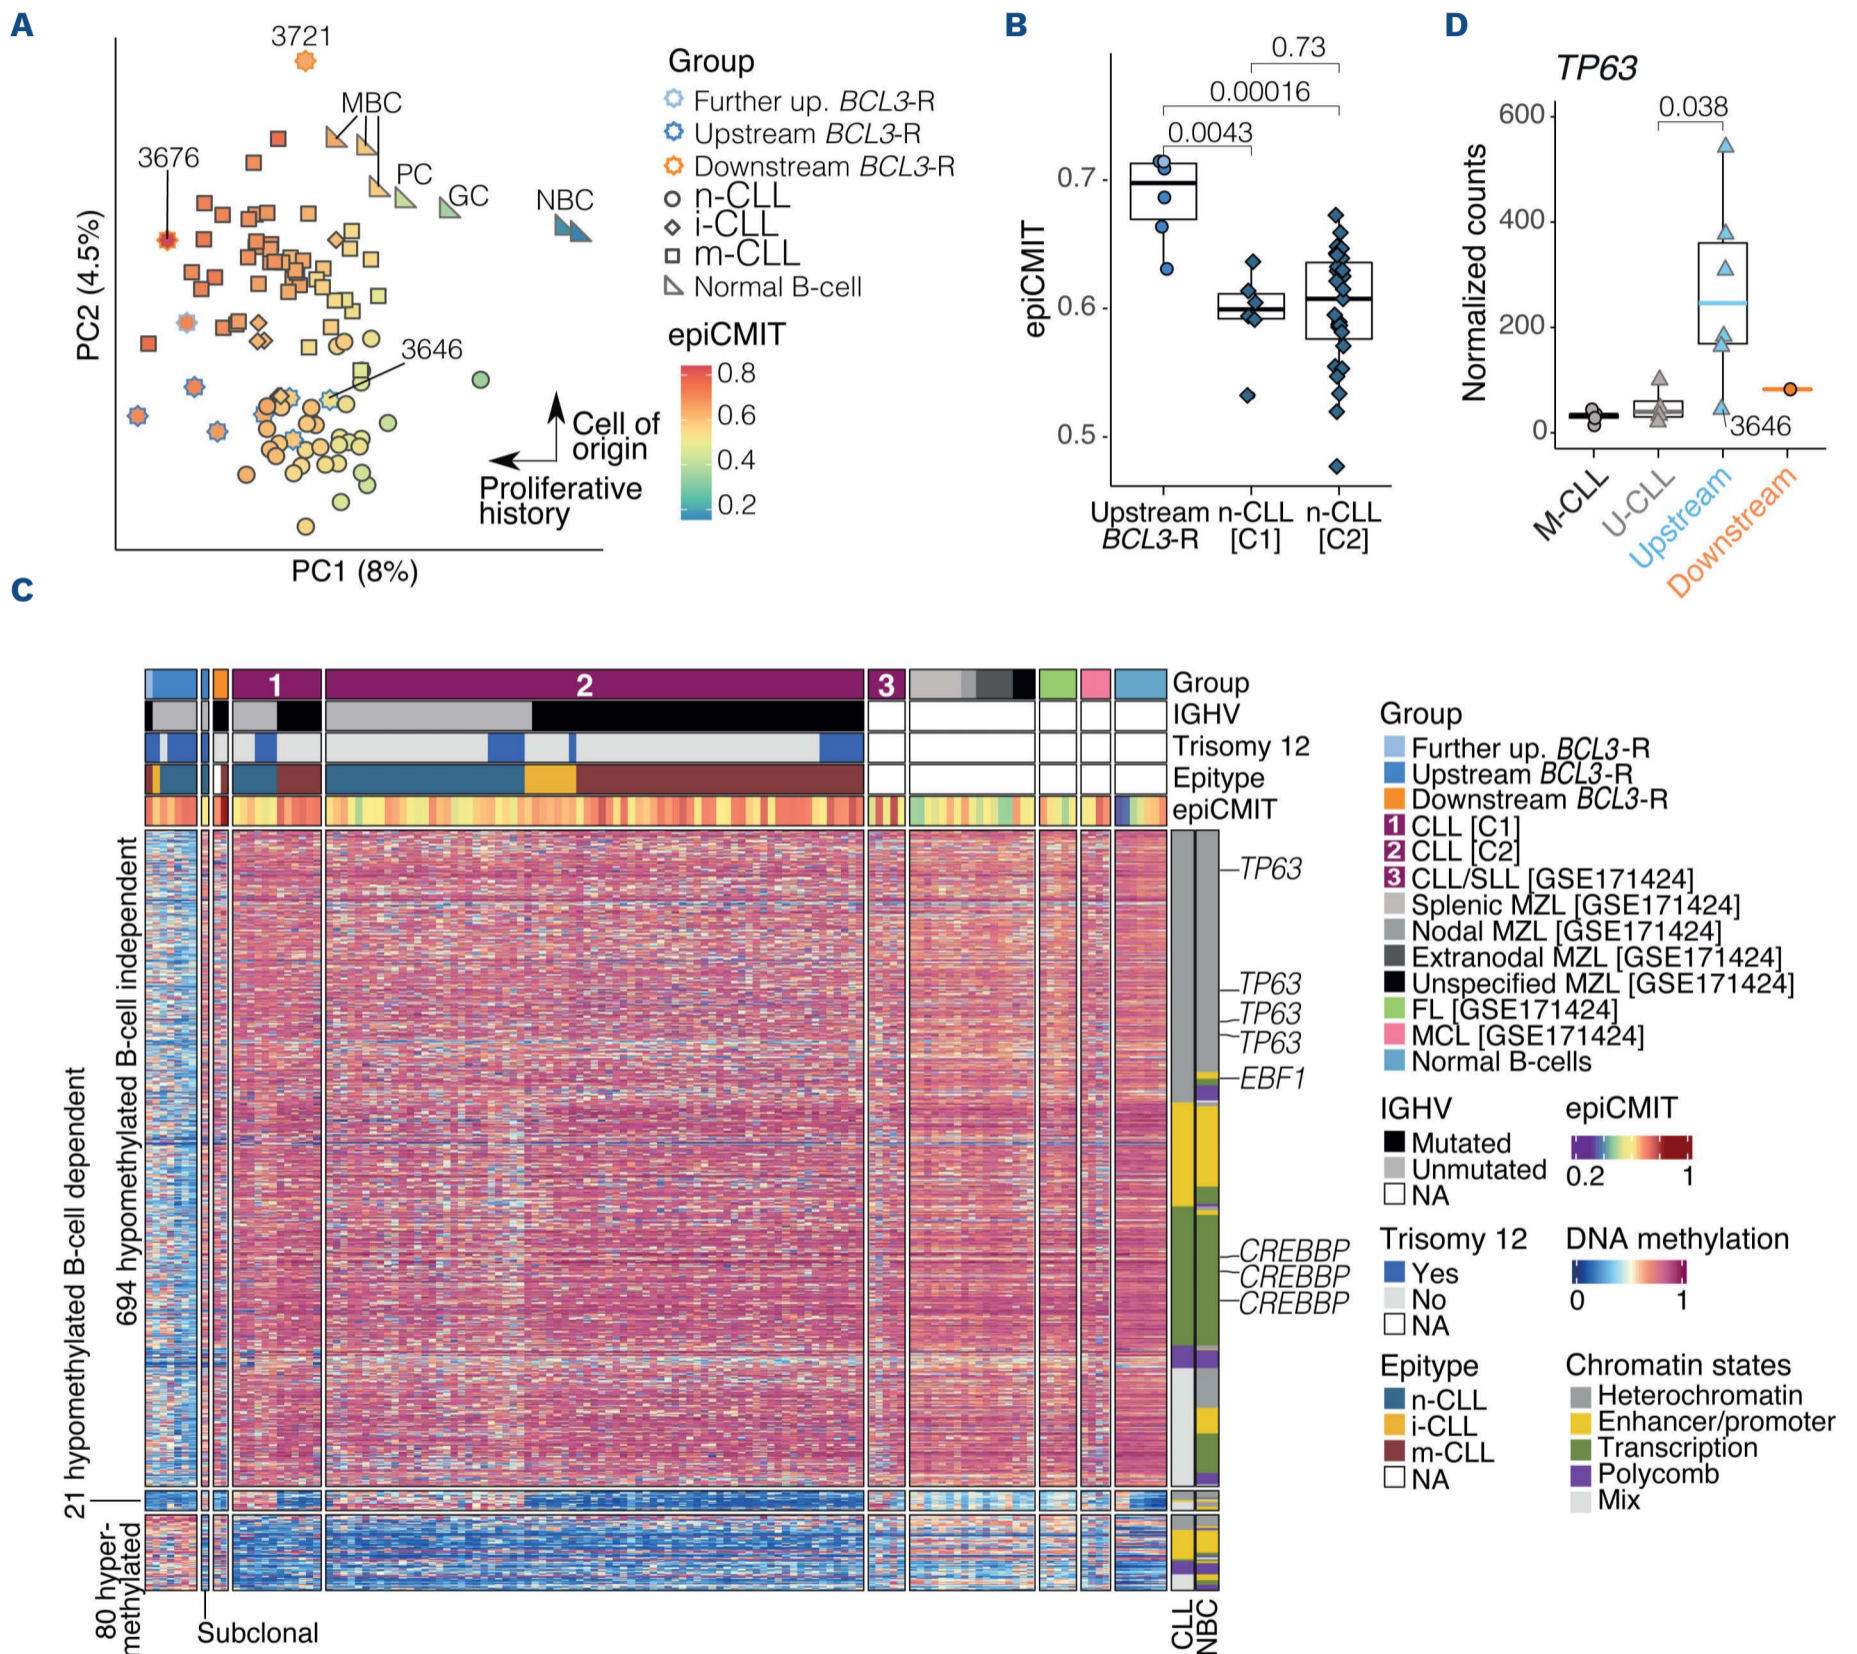 A
3721
MBC
3676
PC
GC
NBC
3646
PC2 (4.5%)
Cell of
origin
Proliferative
history
PC1 (8%)
Group
Further up. BCL3-R
Upstream BCL3-R
Downstream BCL3-R
n-CLL
i-CLL
m-CLL
Normal B-cell
epiCMIT
0.8
0.6
0.4
0.2
B
0.73
0.00016
0.0043
epiCMIT
0.7
0.6
0.5
Upstream
BCL3-R
n-CLL
[C1]
n-CLL
[C2]
D
TP63
0.038
Normalized counts
600
400
200
0
3646
M-CLL
U-CLL
Upstream
Downstream
C
1
2
3
Group
IGHV
Trisomy 12
Epitype
epiCMIT
694 hypomethylated B-cell independent
21 hypomethylated B-cell dependent
80 hyper-
methylated
Subclonal
TP63
TP63
TP63
TP63
EBF1
CREBBP
CREBBP
CREBBP
CLL
NBC
Group
Further up. BCL3-R
Upstream BCL3-R
Downstream BCL3-R
1 CLL [C1]
2 CLL [C2]
3 CLL/SLL [GSE171424]
Splenic MZL [GSE171424]
Nodal MZL [GSE171424]
Extranodal MZL [GSE171424]
Unspecified MZL [GSE171424]
FL [GSE171424]
MCL [GSE171424]
Normal B-cells
IGHV
Mutated
Unmutated
NA
epiCMIT
0.2 1
Trisomy 12
Yes
No
NA
DNA methylation
0 1
Epitype
n-CLL
i-CLL
m-CLL
NA
Chromatin states
Heterochromatin
Enhancer/promoter
Transcription
Polycomb
Mix